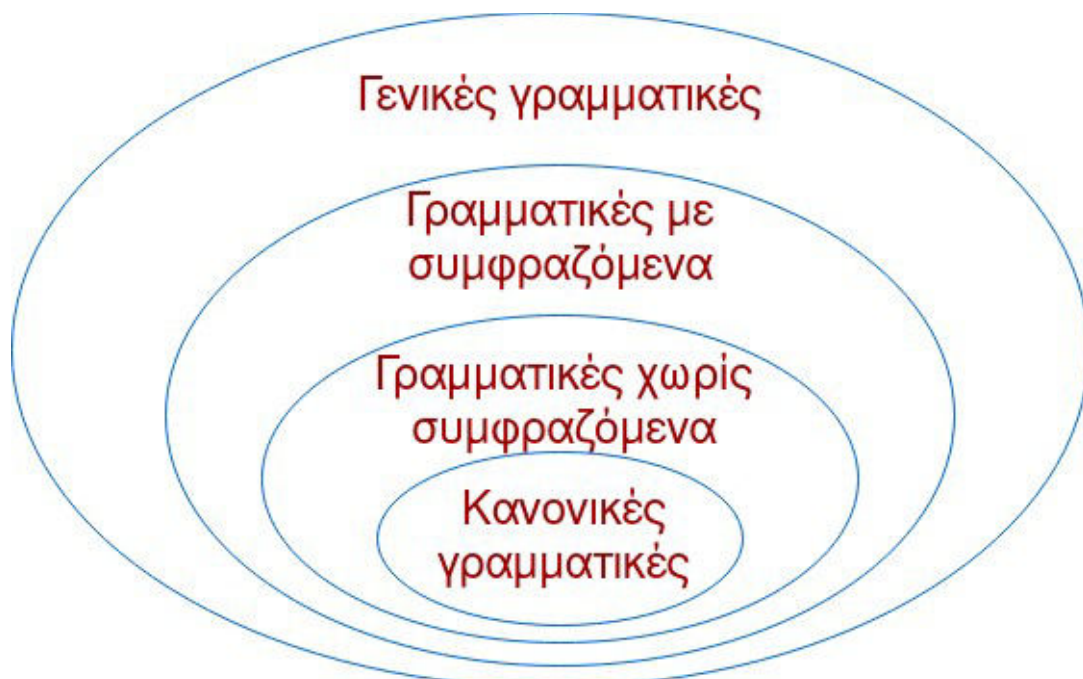 Γενικές γραμματικές
Γραμματικές με
συμφραζόμενα
Γραμματικές χωρίς
συμφραζόμενα
Κανονικές
γραμματικές